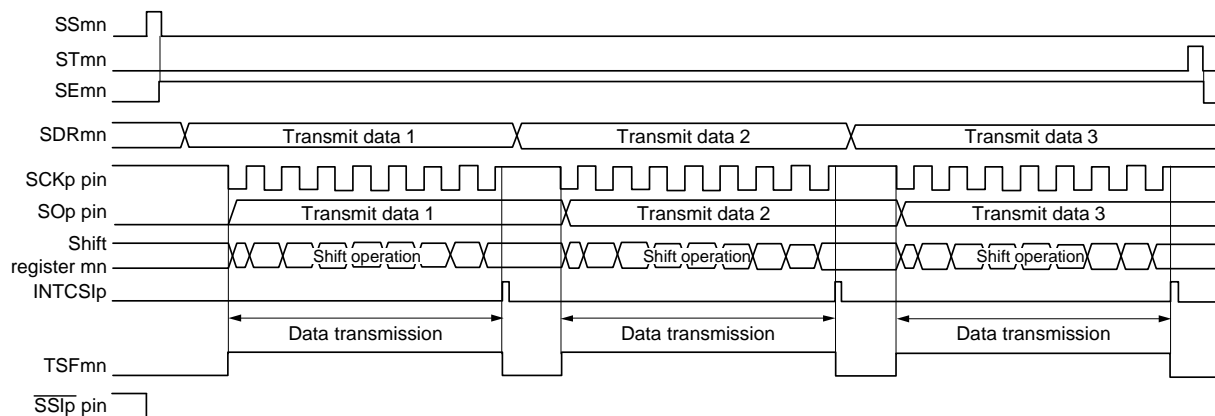 SSmn
STmn
SEmn
SDRmn Transmit data 1 Transmit data 2 Transmit data 3
SCKp pin
SOp pin Transmit data 1 Transmit data 2 Transmit data 3
Shift
register mn Shift operation Shift operation Shift operation
INTCSIp
Data transmission Data transmission Data transmission
TSFmn
SSIp pin